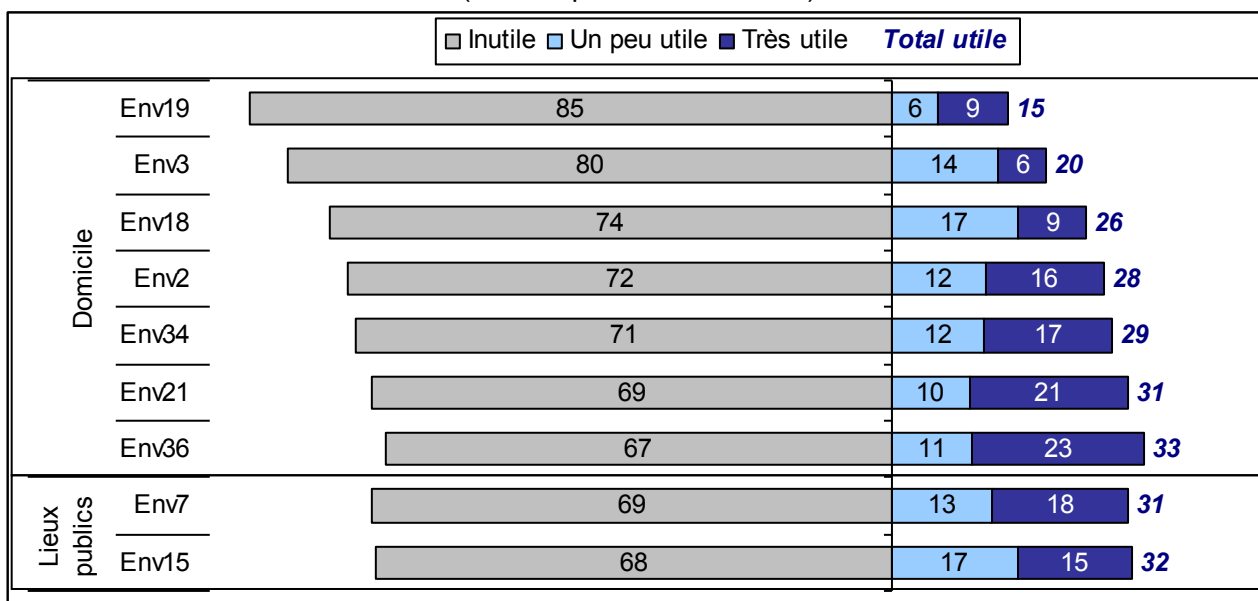 Inutile Un peu utile Très utile Total utile
Domicile
Env19 85 6 9 15
Env3 80 14 6 20
Env18 74 17 9 26
Env2 72 12 16 28
Env34 71 12 17 29
Env21 69 10 21 31
Env36 67 11 23 33
Lieux
publics
Env7 69 13 18 31
Env15 68 17 15 32